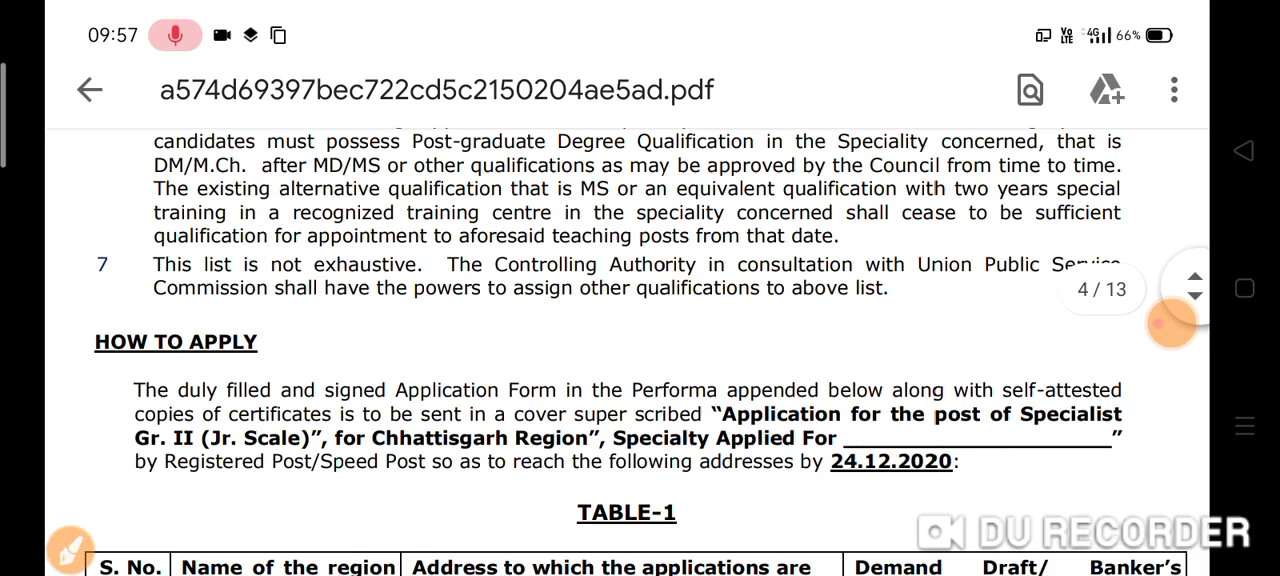 09:57
Vo LTE 4G 66%
a574d69397bec722cd5c2150204ae5ad.pdf
candidates must possess Post-graduate Degree Qualification in the Speciality concerned, that is
DM/M.Ch. after MD/MS or other qualifications as may be approved by the Council from time to time.
The existing alternative qualification that is MS or an equivalent qualification with two years special
training in a recognized training centre in the speciality concerned shall cease to be sufficient
qualification for appointment to aforesaid teaching posts from that date.
7 This list is not exhaustive. The Controlling Authority in consultation with Union Public Service
Commission shall have the powers to assign other qualifications to above list.
4 / 13
HOW TO APPLY
The duly filled and signed Application Form in the Performa appended below along with self-attested
copies of certificates is to be sent in a cover super scribed “Application for the post of Specialist
Gr. II (Jr. Scale)”, for Chhattisgarh Region”, Specialty Applied For ______________________”
by Registered Post/Speed Post so as to reach the following addresses by 24.12.2020:
TABLE-1
DU RECORDER
S. No. Name of the region Address to which the applications are Demand Draft/ Banker’s